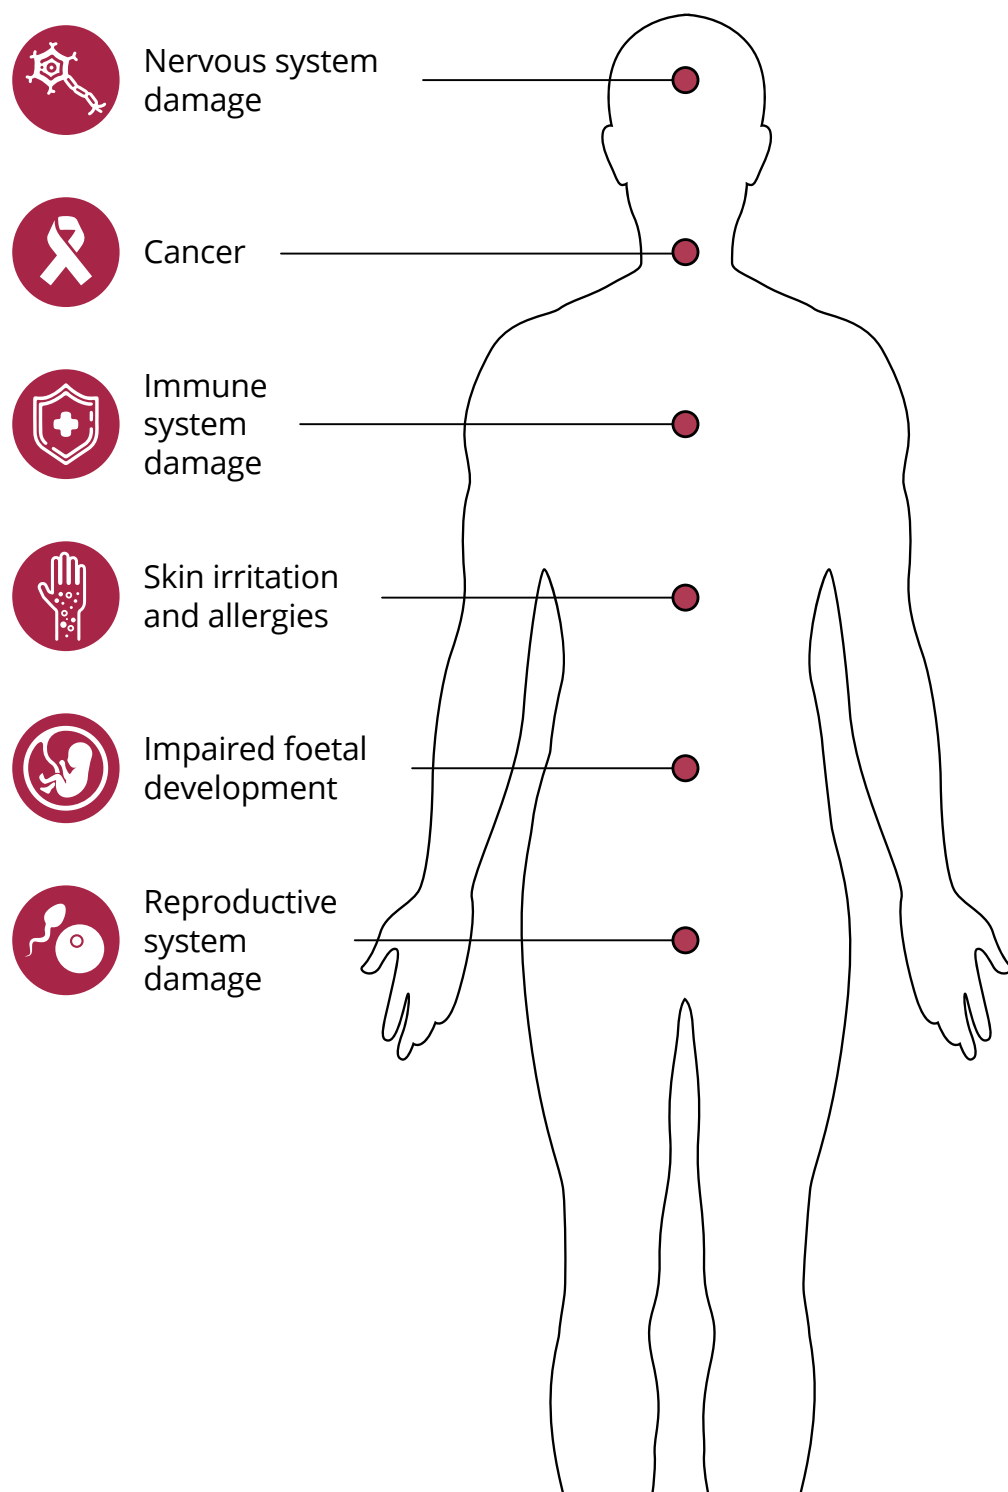 Nervous system
damage
Cancer
Immune
system
damage
Skin irritation
and allergies
Impaired foetal
development
Reproductive
system
damage